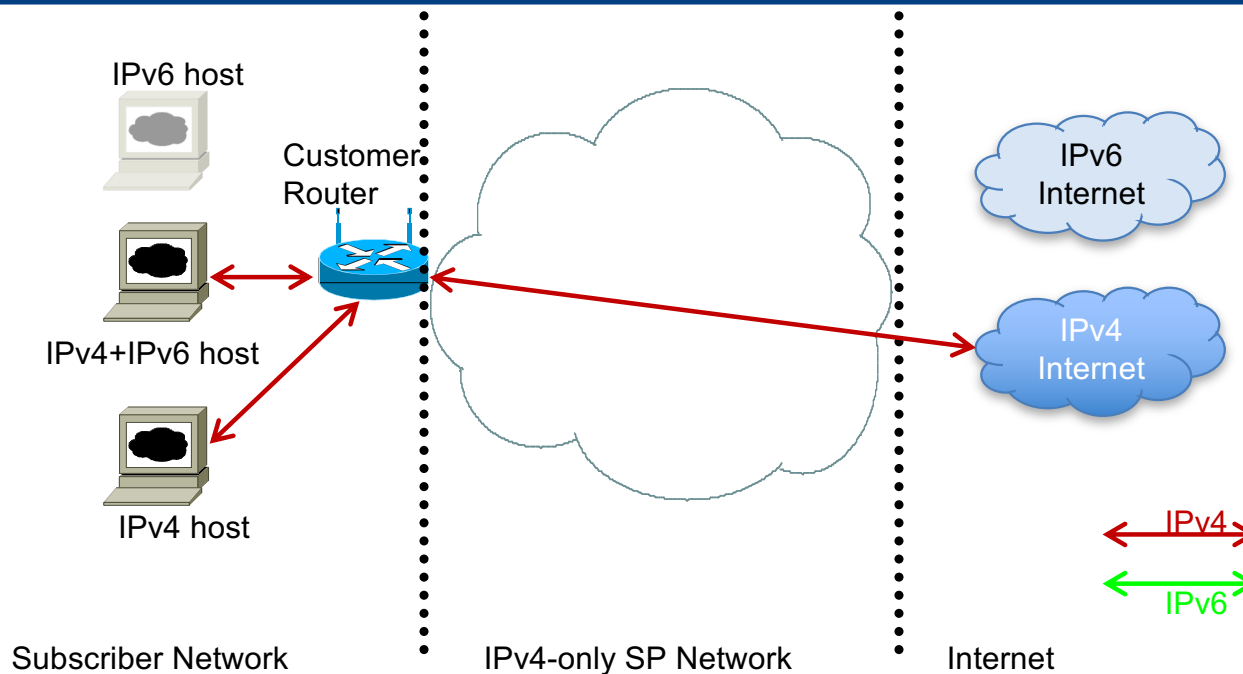 IPv6 host
Customer
Router
IPv6
Internet
IPv4+IPv6 host
IPv4
Internet
IPv4 host
IPv4
IPv6
Subscriber Network
IPv4-only SP Network
Internet